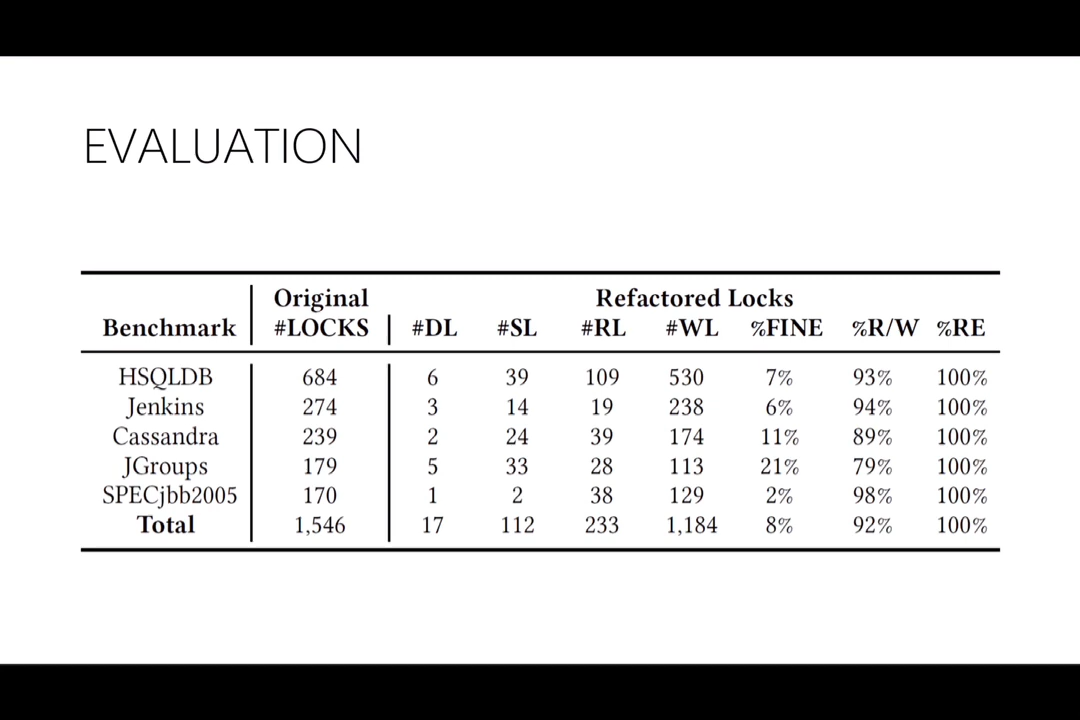 EVALUATION
Original Refactored Locks
Benchmark #LOCKS #DL #SL #RL #WL %FINE %R/W %RE
HSQLDB 684 6 39 109 530 7% 93% 100%
Jenkins 274 3 14 19 238 6% 94% 100%
Cassandra 239 2 24 39 174 11% 89% 100%
JGroups 179 5 33 28 113 21% 79% 100%
SPECjbb2005 170 1 2 38 129 2% 98% 100%
Total 1,546 17 112 233 1,184 8% 92% 100%